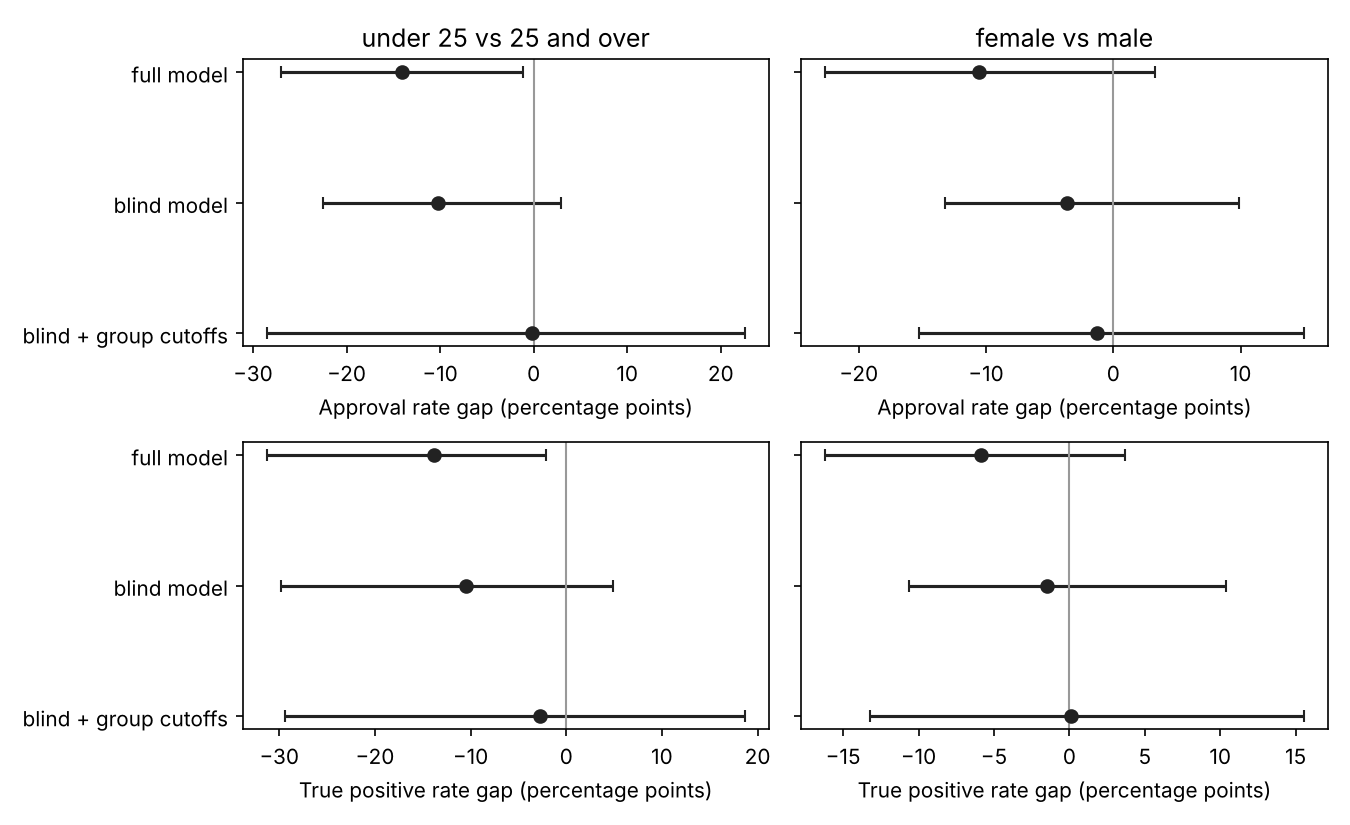 under 25 vs 25 and over
female vs male
full model
blind model
blind + group cutoffs
−30 −20 −10 0 10 20
−20 −10 0 10
Approval rate gap (percentage points)
Approval rate gap (percentage points)
full model
blind model
blind + group cutoffs
−30 −20 −10 0 10 20
−15 −10 −5 0 5 10 15
True positive rate gap (percentage points)
True positive rate gap (percentage points)